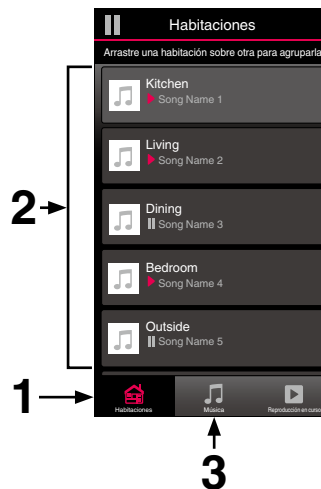 Habitaciones
Arrastre una habitación sobre otra para agruparla
Kitchen
Song Name 1
Living
Song Name 2
Dining
Song Name 3
Bedroom
Song Name 4
Outside
Song Name 5
2
1
Habitaciones
Música
Reproducción en curso
3